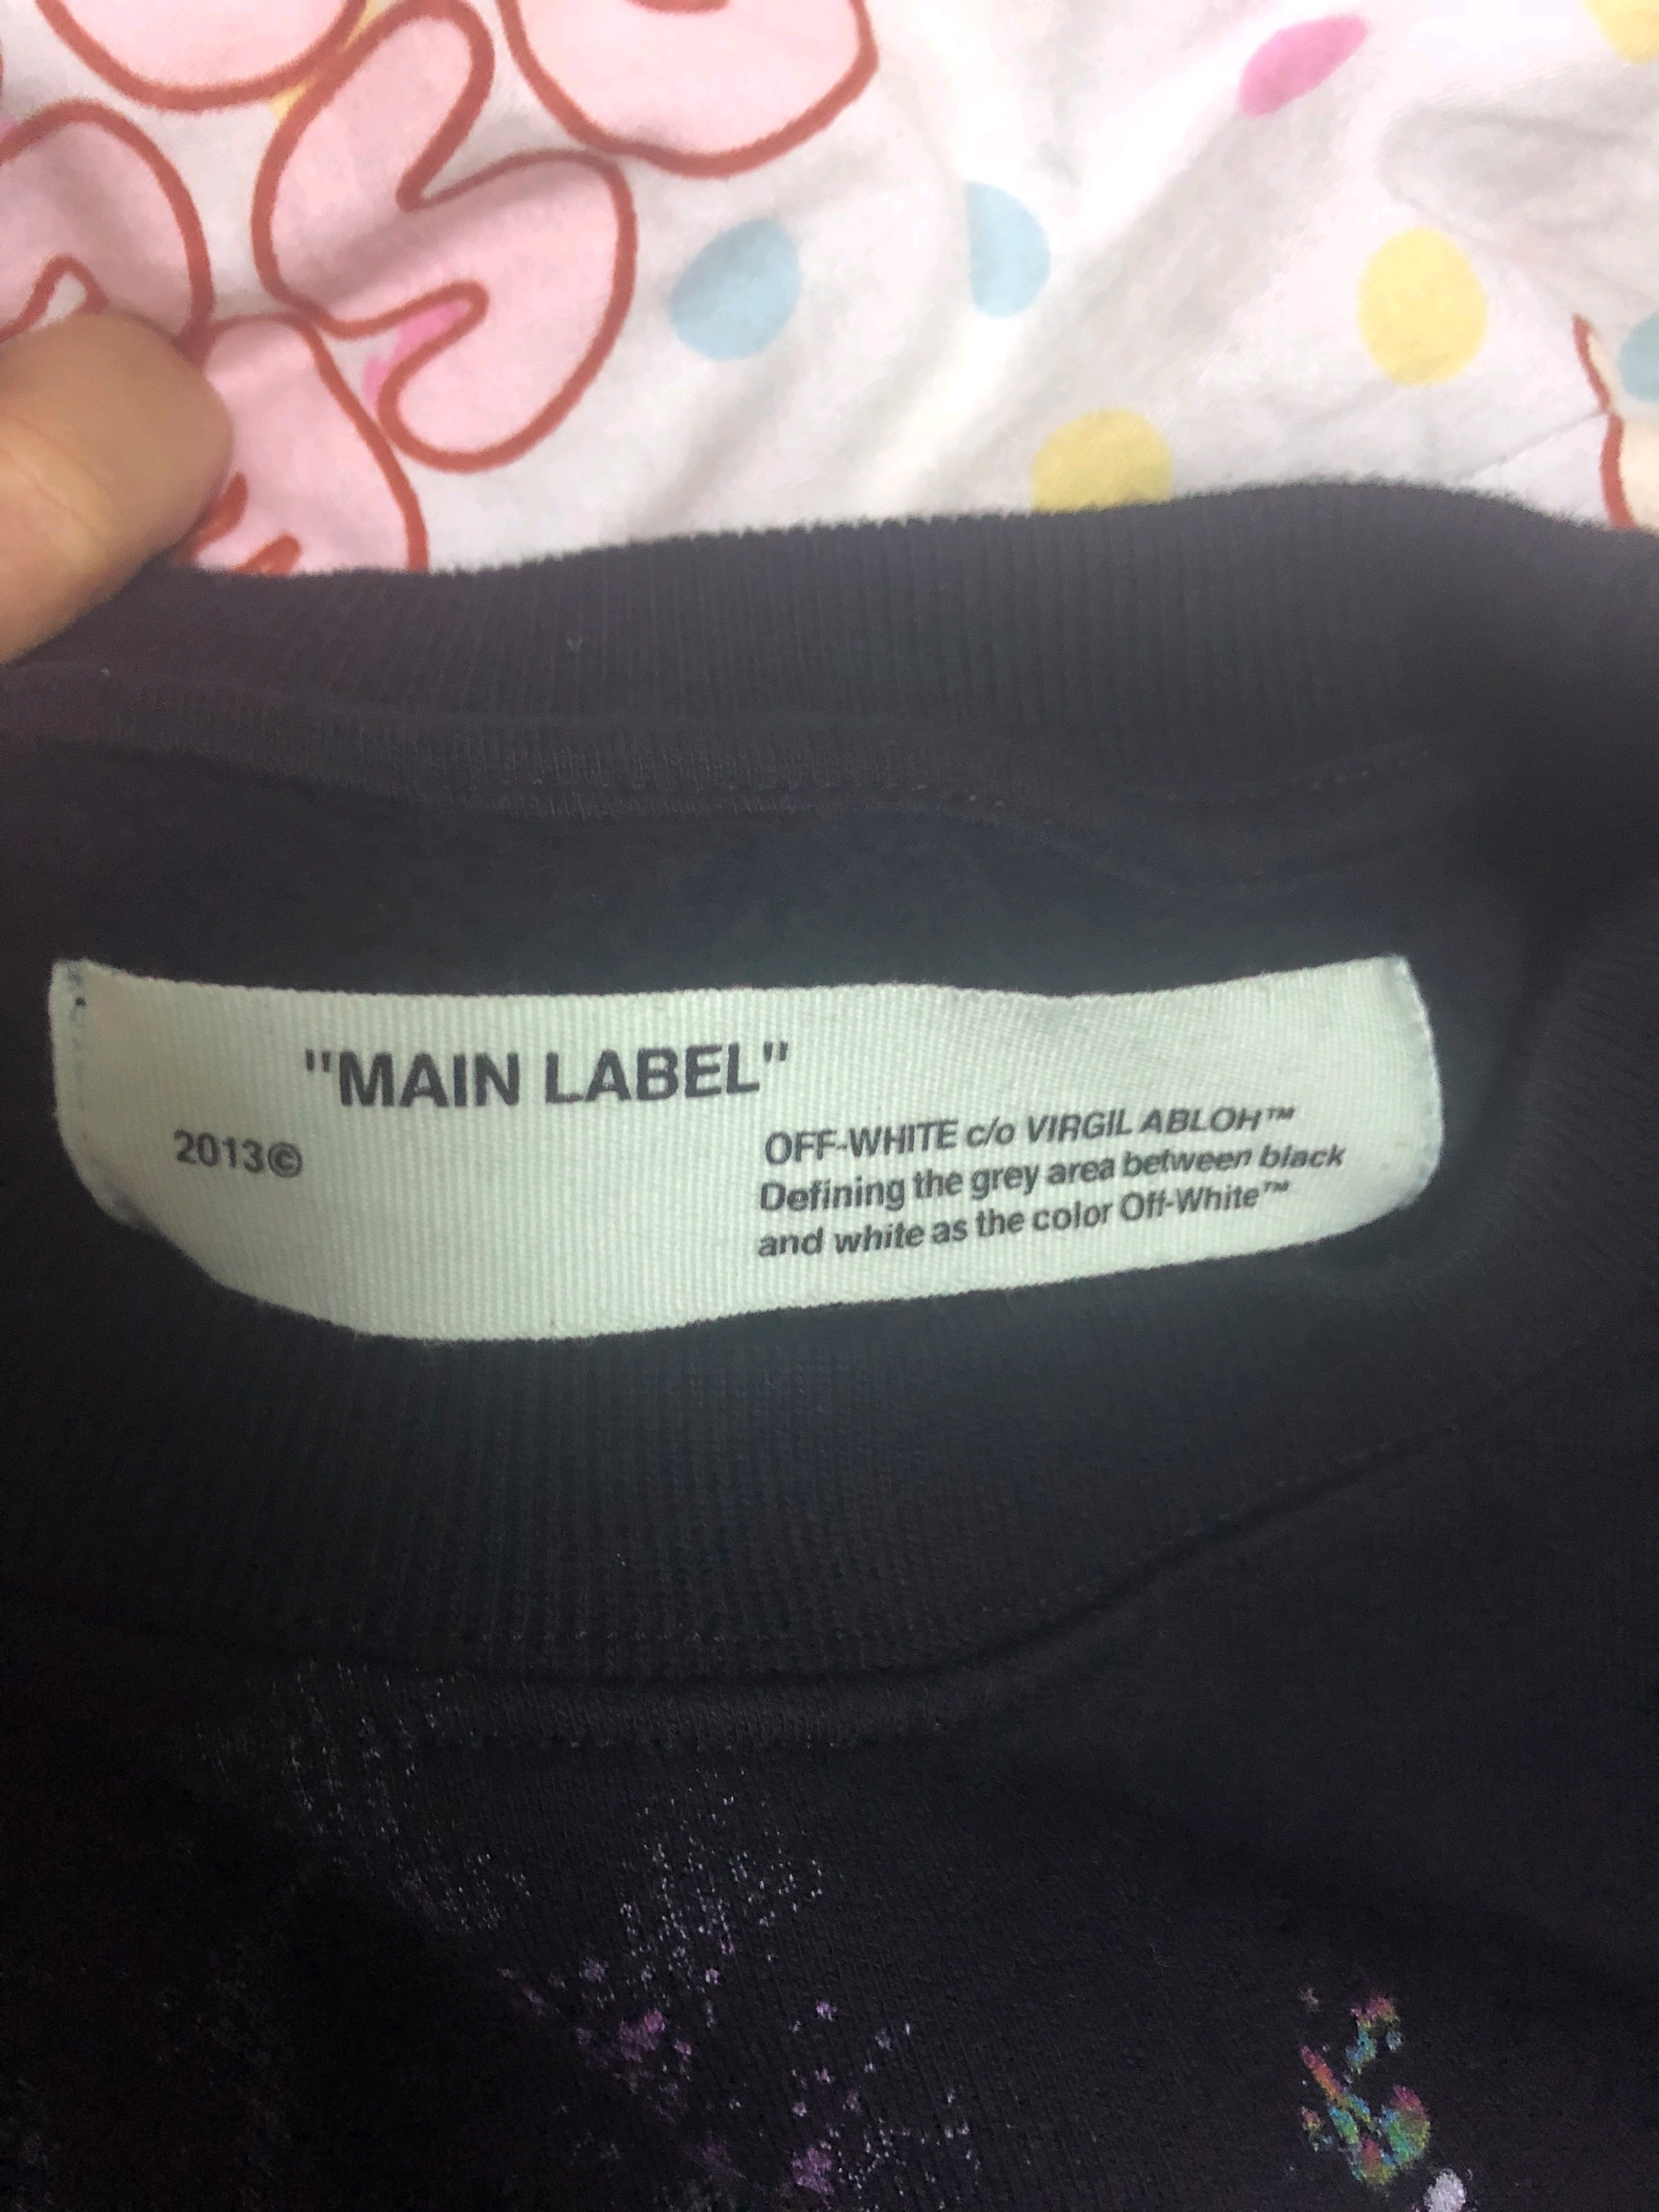 "MAIN LABEL"
2013©
OFF-WHITE c/o VIRGIL ABLOH™
Defining the grey area between black
and white as the color Off-White™